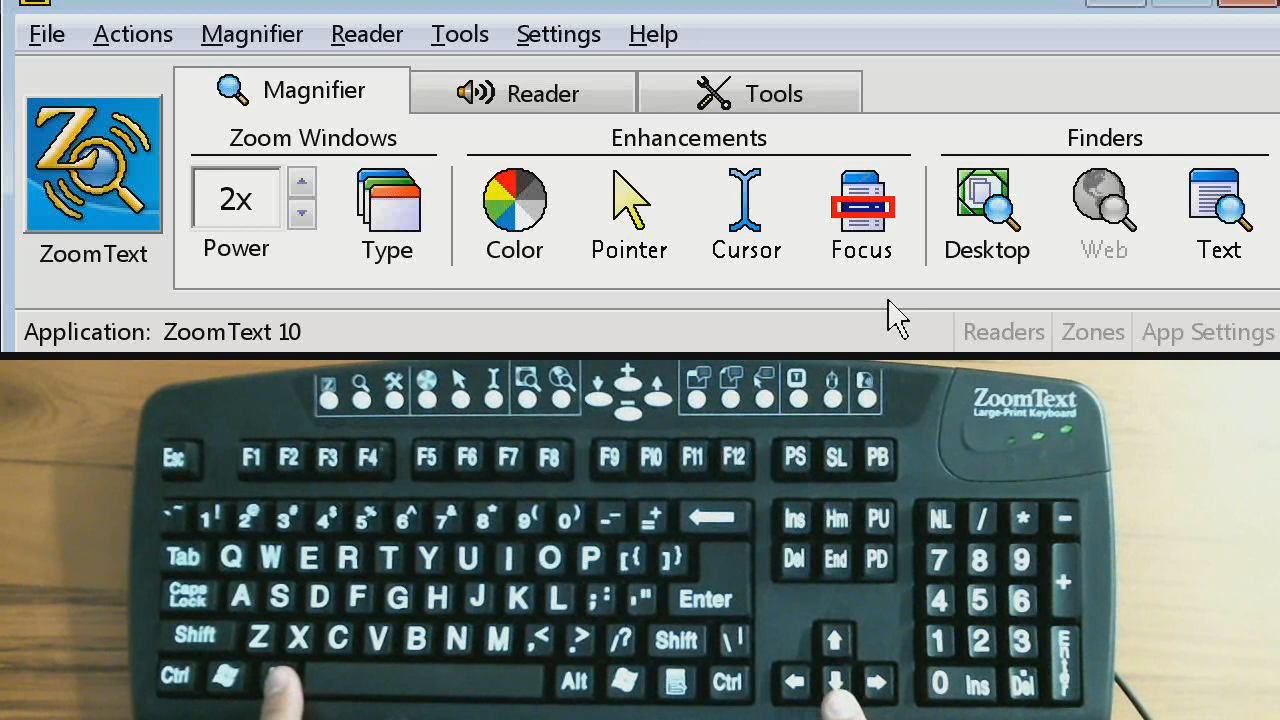 File Actions Magnifier Reader Tools Settings Help
Magnifier Reader Tools
Zoom Windows Enhancements Finders
2x
Power Type Color Pointer Cursor Focus Desktop Web Text
Z
ZoomText
Application: ZoomText 10 Readers Zones App Settings
ZoomText
Large-Print Keyboard
Esc F1 F2 F3 F4 F5 F6 F7 F8 F9 F10 F11 F12 PS SL PB
`~ 1! 2@ 3# 4$ 5% 6^ 7& 8* 9( 0) -- =+ Ins Hm PU NL / * -
Tab Q W E R T Y U I O P [{ ]} Del End PD 7 8 9 +
Caps Lock A S D F G H J K L ;: '" Enter 4 5 6
Shift Z X C V B N M ,< .> /? Shift \| 1 2 3 Enter
Ctrl Alt Ctrl 0 Ins Del